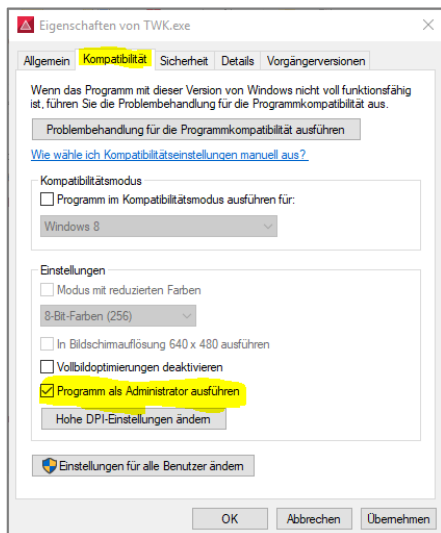 Eigenschaften von TWK.exe
Allgemein Kompatibilität Sicherheit Details Vorgängerversionen
Wenn das Programm mit dieser Version von Windows nicht voll funktionsfähig
ist, führen Sie die Problembehandlung für die Programmkompatibilität aus.
Problembehandlung für die Programmkompatibilität ausführen
Wie wähle ich Kompatibilitätseinstellungen manuell aus?
Kompatibilitätsmodus
Programm im Kompatibilitätsmodus ausführen für:
Windows 8
Einstellungen
Modus mit reduzierten Farben
8-Bit-Farben (256)
In Bildschirmauflösung 640 x 480 ausführen
Vollbildoptimierungen deaktivieren
Programm als Administrator ausführen
Hohe DPI-Einstellungen ändern
Einstellungen für alle Benutzer ändern
OK Abbrechen Übernehmen